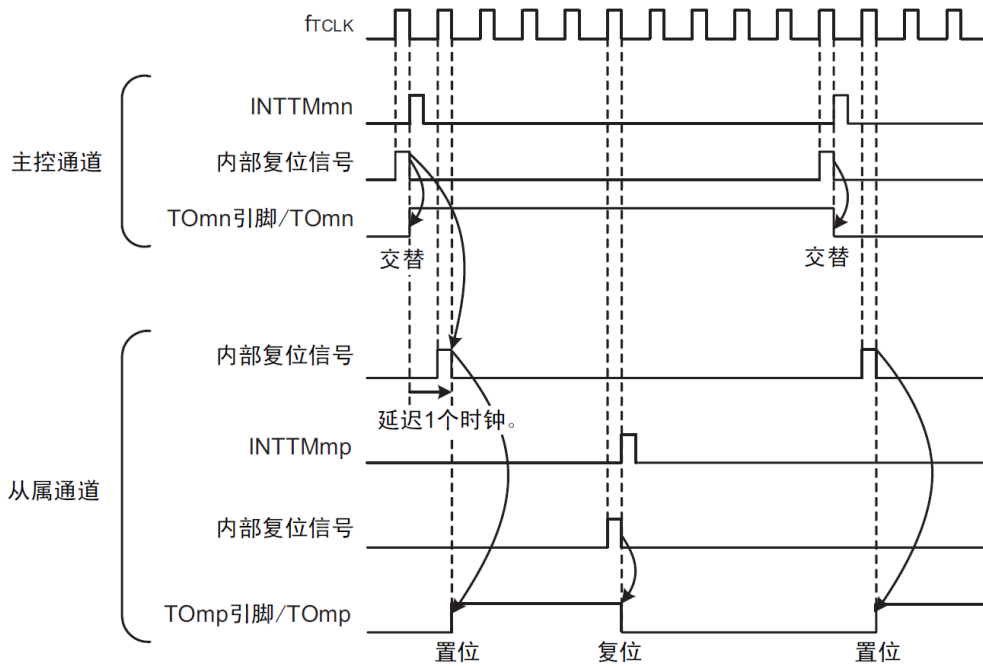 fTCLK
INTTMmn
主控通道
内部复位信号
TOmn引脚/TOmn
交替
交替
内部复位信号
延迟1个时钟。
INTTMmp
从属通道
内部复位信号
TOmp引脚/TOmp
置位
复位
置位